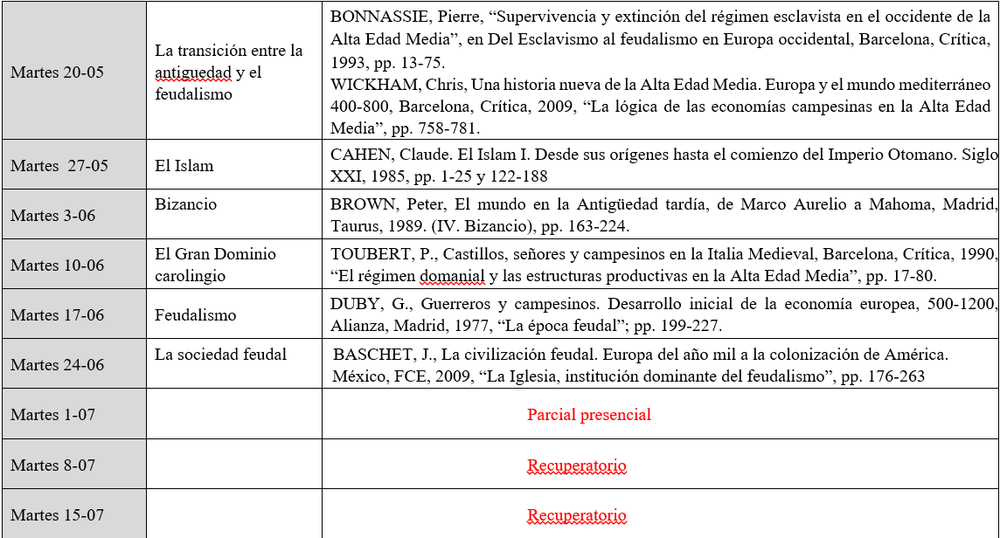 Martes 20-05
La transición entre la
antiguedad y el
feudalismo
BONNASSIE, Pierre, “Supervivencia y extinción del régimen esclavista en el occidente de la
Alta Edad Media”, en Del Esclavismo al feudalismo en Europa occidental, Barcelona, Crítica,
1993, pp. 13-75.
WICKHAM, Chris, Una historia nueva de la Alta Edad Media. Europa y el mundo mediterráneo
400-800, Barcelona, Crítica, 2009, “La lógica de las economías campesinas en la Alta Edad
Media”, pp. 758-781.
Martes 27-05
El Islam
CAHEN, Claude. El Islam I. Desde sus orígenes hasta el comienzo del Imperio Otomano. Siglo
XXI, 1985, pp. 1-25 y 122-188
Martes 3-06
Bizancio
BROWN, Peter, El mundo en la Antigüedad tardía, de Marco Aurelio a Mahoma, Madrid,
Taurus, 1989. (IV. Bizancio), pp. 163-224.
Martes 10-06
El Gran Dominio
carolingio
TOUBERT, P., Castillos, señores y campesinos en la Italia Medieval, Barcelona, Crítica, 1990,
“El régimen domanial y las estructuras productivas en la Alta Edad Media”, pp. 17-80.
Martes 17-06
Feudalismo
DUBY, G., Guerreros y campesinos. Desarrollo inicial de la economía europea, 500-1200,
Alianza, Madrid, 1977, “La época feudal”; pp. 199-227.
Martes 24-06
La sociedad feudal
BASCHET, J., La civilización feudal. Europa del año mil a la colonización de América.
México, FCE, 2009, “La Iglesia, institución dominante del feudalismo”, pp. 176-263
Martes 1-07
Parcial presencial
Martes 8-07
Recuperatorio
Martes 15-07
Recuperatorio